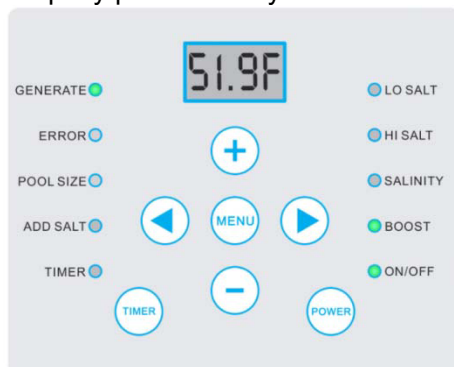 51.9F
GENERATE
ERROR
POOL SIZE
ADD SALT
TIMER
LO SALT
HI SALT
SALINITY
BOOST
ON/OFF
+
MENU
−
TIMER
POWER